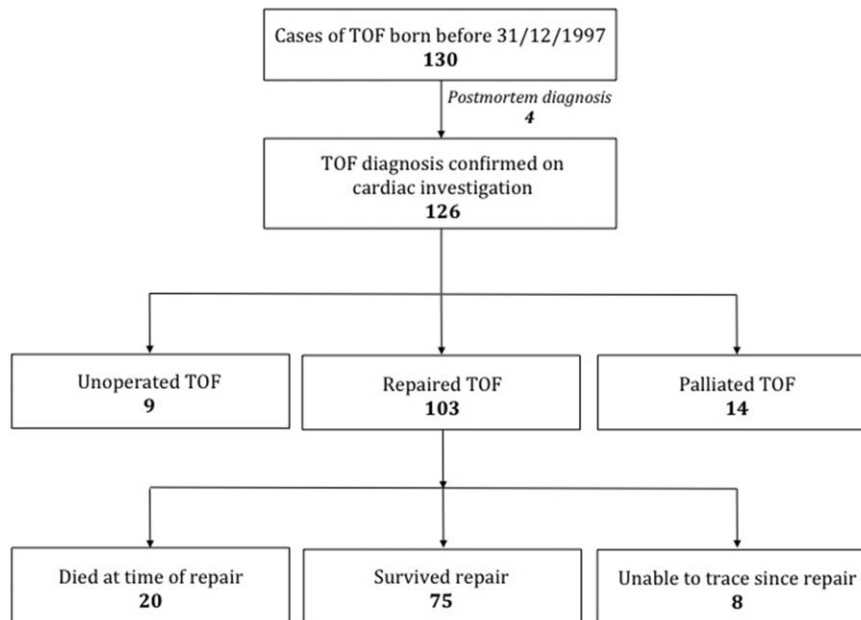 Cases of TOF born before 31/12/1997
130
Postmortem diagnosis
4
TOF diagnosis confirmed on
cardiac investigation
126
Unoperated TOF
9
Repaired TOF
103
Palliated TOF
14
Died at time of repair
20
Survived repair
75
Unable to trace since repair
8